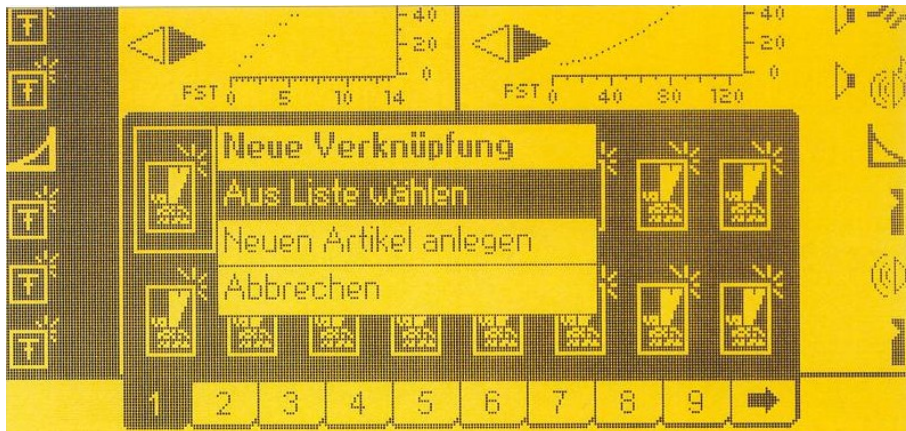 40
20
0
FST 0 5 10 14
40
20
0
FST 0 40 80 120
Neue Verknüpfung
Aus Liste wählen
Neuen Artikel anlegen
Abbrechen
1 2 3 4 5 6 7 8 9